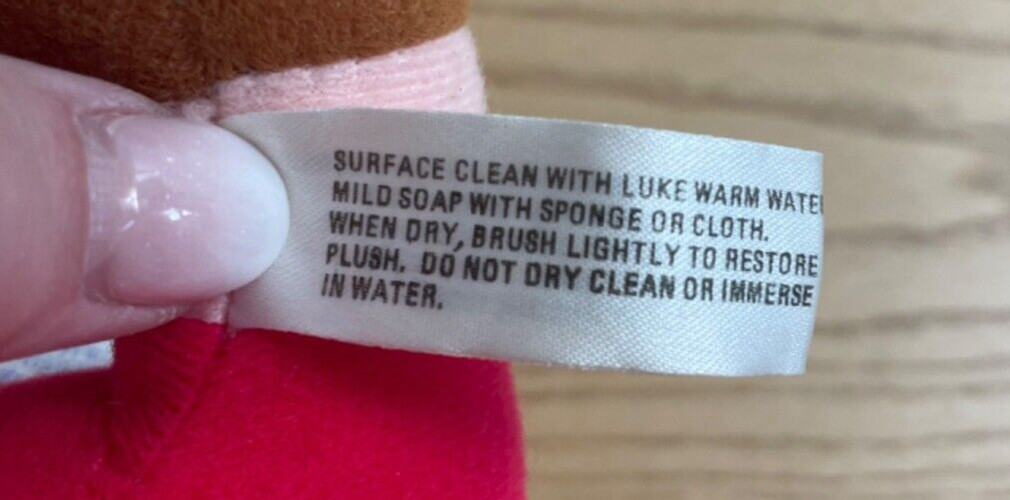 SURFACE CLEAN WITH LUKE WARM WATER
MILD SOAP WITH SPONGE OR CLOTH.
WHEN DRY, BRUSH LIGHTLY TO RESTORE
PLUSH. DO NOT DRY CLEAN OR IMMERSE
IN WATER.